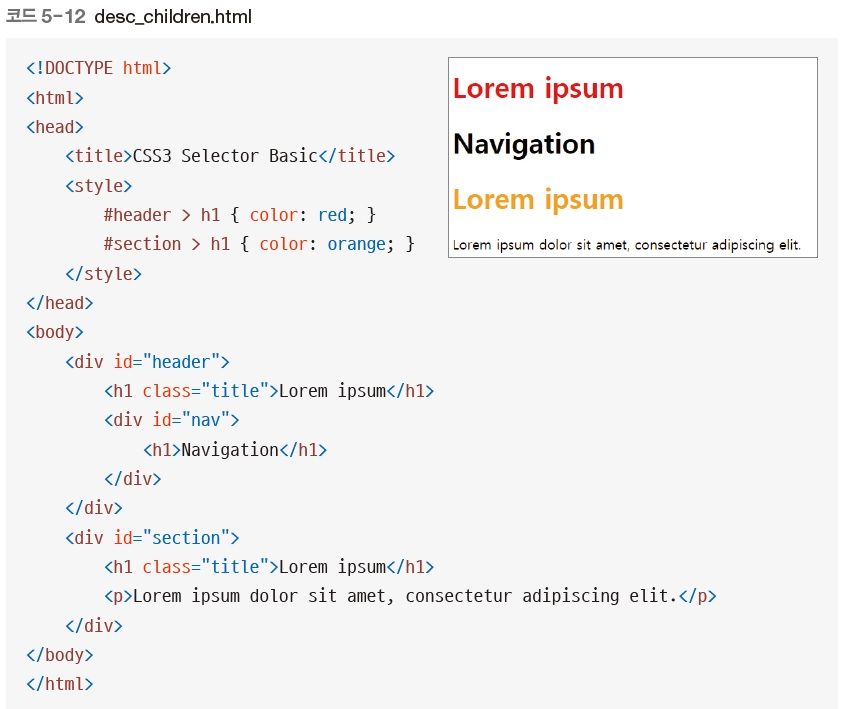 코드 5-12 desc_children.html
<!DOCTYPE html>
<html>
<head>
    <title>CSS3 Selector Basic</title>
    <style>
        #header > h1 { color: red; }
        #section > h1 { color: orange; }
    </style>
</head>
<body>
    <div id="header">
        <h1 class="title">Lorem ipsum</h1>
        <div id="nav">
            <h1>Navigation</h1>
        </div>
    </div>
    <div id="section">
        <h1 class="title">Lorem ipsum</h1>
        <p>Lorem ipsum dolor sit amet, consectetur adipiscing elit.</p>
    </div>
</body>
</html>
Lorem ipsum
Navigation
Lorem ipsum
Lorem ipsum dolor sit amet, consectetur adipiscing elit.